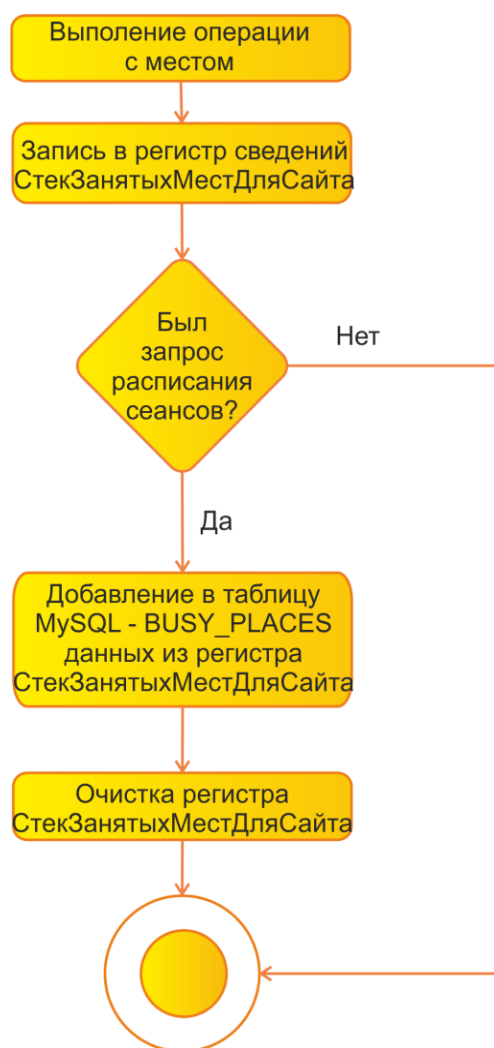 Выполение операции
с местом
Запись в регистр сведений
СтекЗанятыхМестДляСайта
Был
запрос
расписания
сеансов?
Нет
Да
Добавление в таблицу
MySQL - BUSY_PLACES
данных из регистра
СтекЗанятыхМестДляСайта
Очистка регистра
СтекЗанятыхМестДляСайта